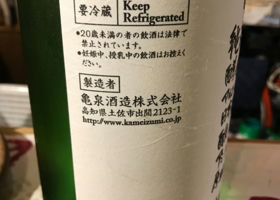 要冷蔵 Keep
Refrigerated
●20歳未満の者の飲酒は法律で
禁止されています。
●妊娠中、授乳中の飲酒はお控え
ください。
製造者
亀泉酒造株式会社
高知県土佐市出間2123-1
http://www.kameizumi.co.jp
純